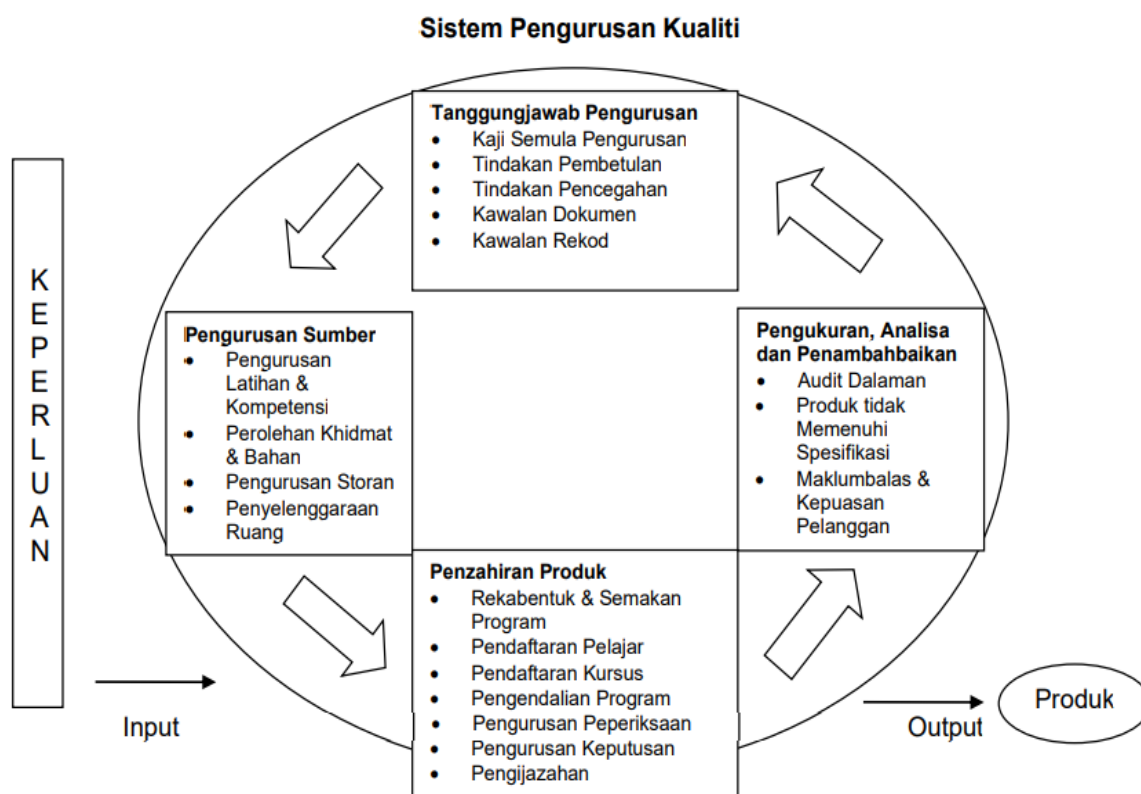 Sistem Pengurusan Kualiti
Tanggungjawab Pengurusan
• Kaji Semula Pengurusan
• Tindakan Pembetulan
• Tindakan Pencegahan
• Kawalan Dokumen
• Kawalan Rekod
KEPERLUAN
Pengurusan Sumber
• Pengurusan
Latihan &
Kompetensi
• Perolehan Khidmat
& Bahan
• Pengurusan Storan
• Penyelenggaraan
Ruang
Pengukuran, Analisa
dan Penambahbaikan
• Audit Dalaman
• Produk tidak
Memenuhi
Spesifikasi
• Maklumbalas &
Kepuasan
Pelanggan
Penzahiran Produk
• Rekabentuk & Semakan
Program
• Pendaftaran Pelajar
• Pendaftaran Kursus
• Pengendalian Program
• Pengurusan Peperiksaan
• Pengurusan Keputusan
• Pengijazahan
Input
Output
Produk